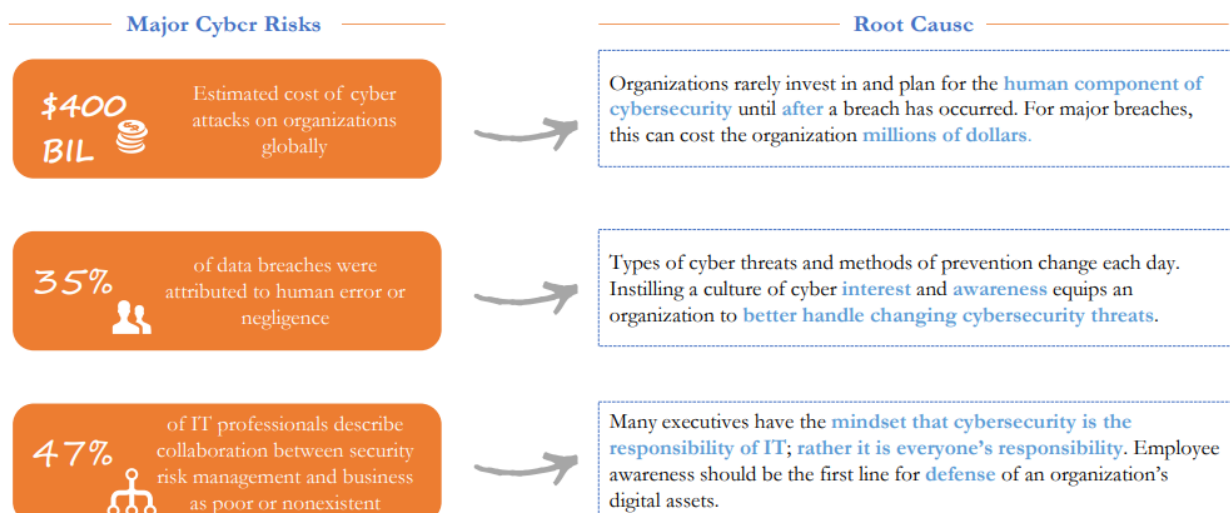 Major Cyber Risks
Root Cause
$400
BIL
Estimated cost of cyber
attacks on organizations
globally
Organizations rarely invest in and plan for the human component of
cybersecurity until after a breach has occurred. For major breaches,
this can cost the organization millions of dollars.
35%
of data breaches were
attributed to human error or
negligence
Types of cyber threats and methods of prevention change each day.
Instilling a culture of cyber interest and awareness equips an
organization to better handle changing cybersecurity threats.
47%
of IT professionals describe
collaboration between security
risk management and business
as poor or nonexistent
Many executives have the mindset that cybersecurity is the
responsibility of IT; rather it is everyone's responsibility. Employee
awareness should be the first line for defense of an organization's
digital assets.